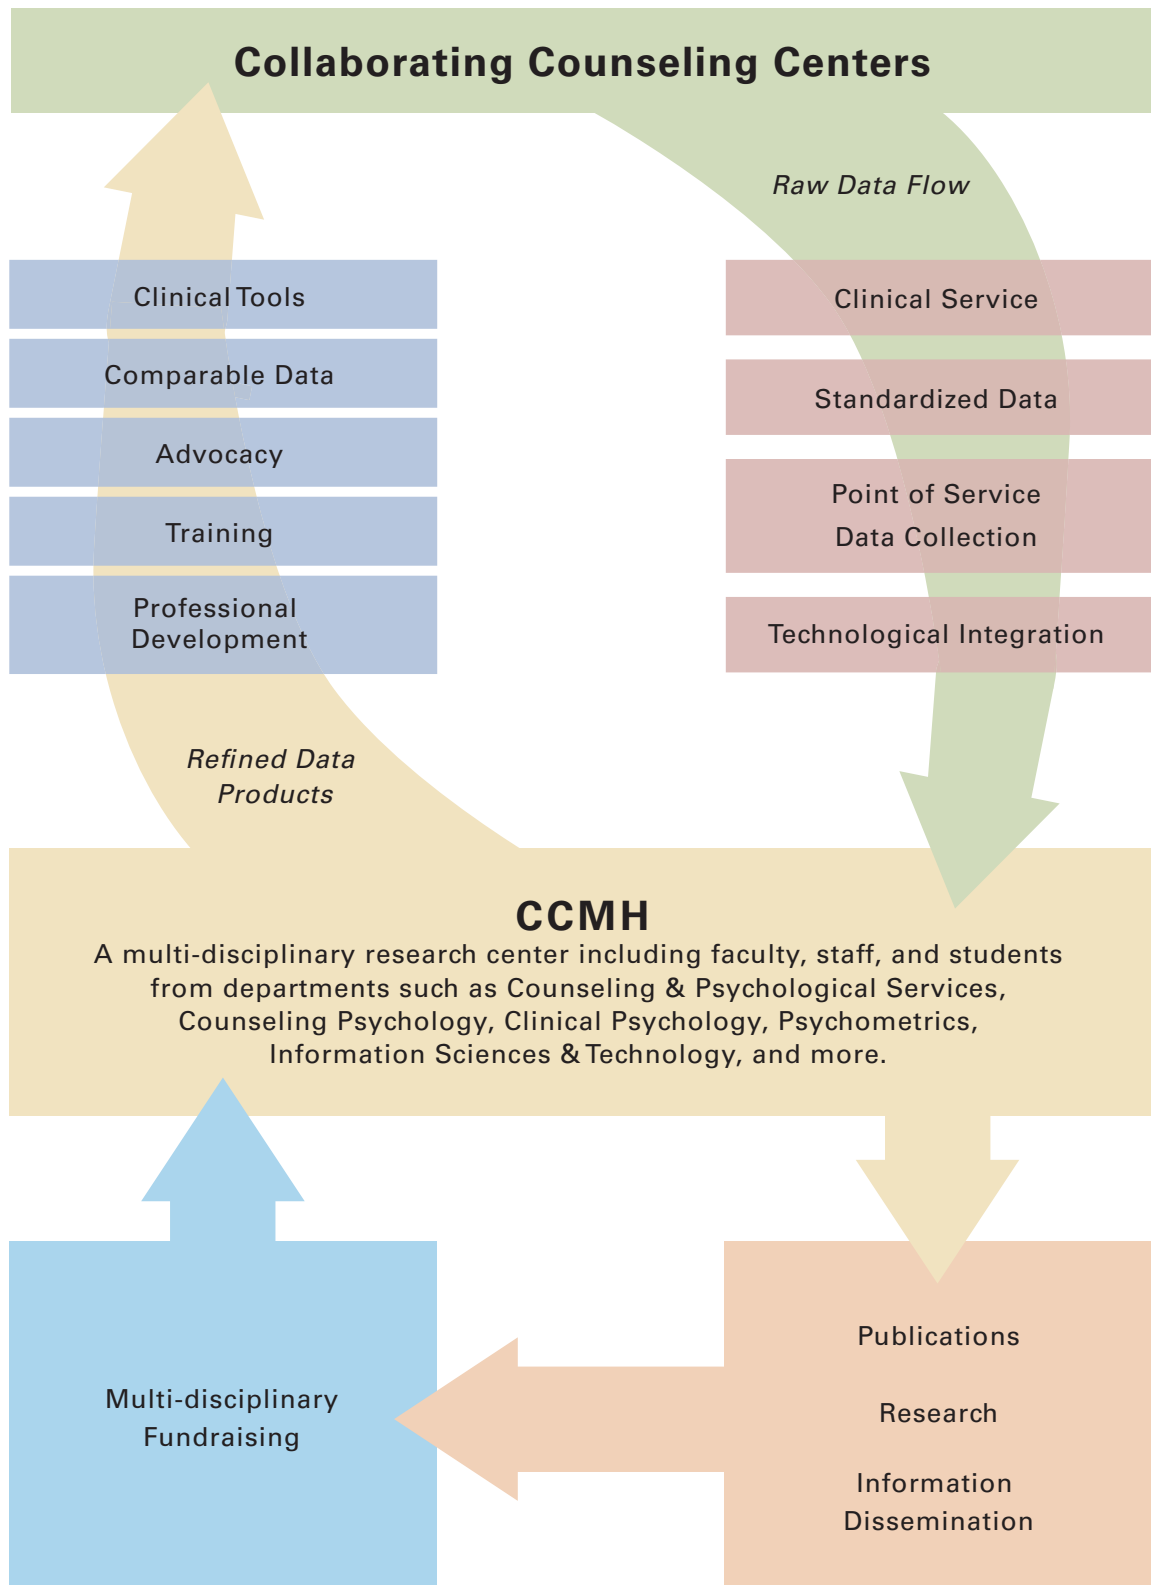 Collaborating Counseling Centers
Raw Data Flow
Clinical Tools
Comparable Data
Advocacy
Training
Professional
Development
Clinical Service
Standardized Data
Point of Service
Data Collection
Technological Integration
Refined Data
Products
CCMH
A multi-disciplinary research center including faculty, staff, and students
from departments such as Counseling & Psychological Services,
Counseling Psychology, Clinical Psychology, Psychometrics,
Information Sciences & Technology, and more.
Multi-disciplinary
Fundraising
Publications
Research
Information
Dissemination